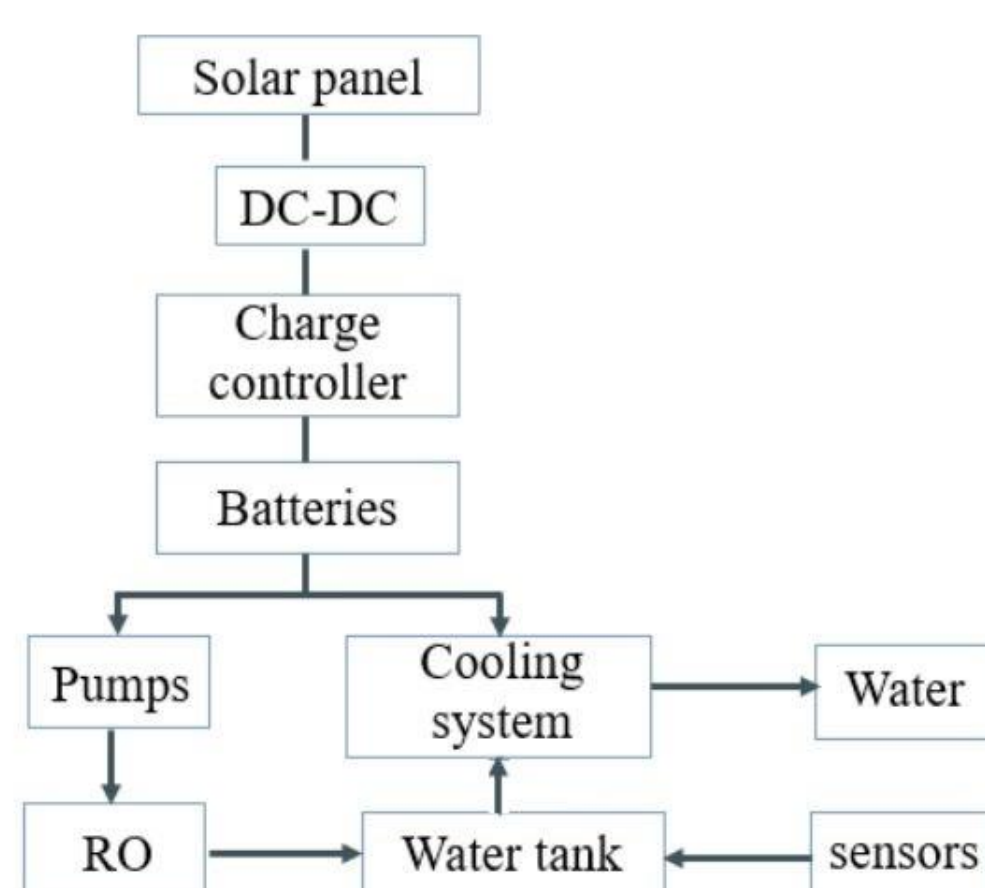 Solar panel
DC-DC
Charge
controller
Batteries
Pumps
Cooling
system
Water
RO
Water tank
sensors